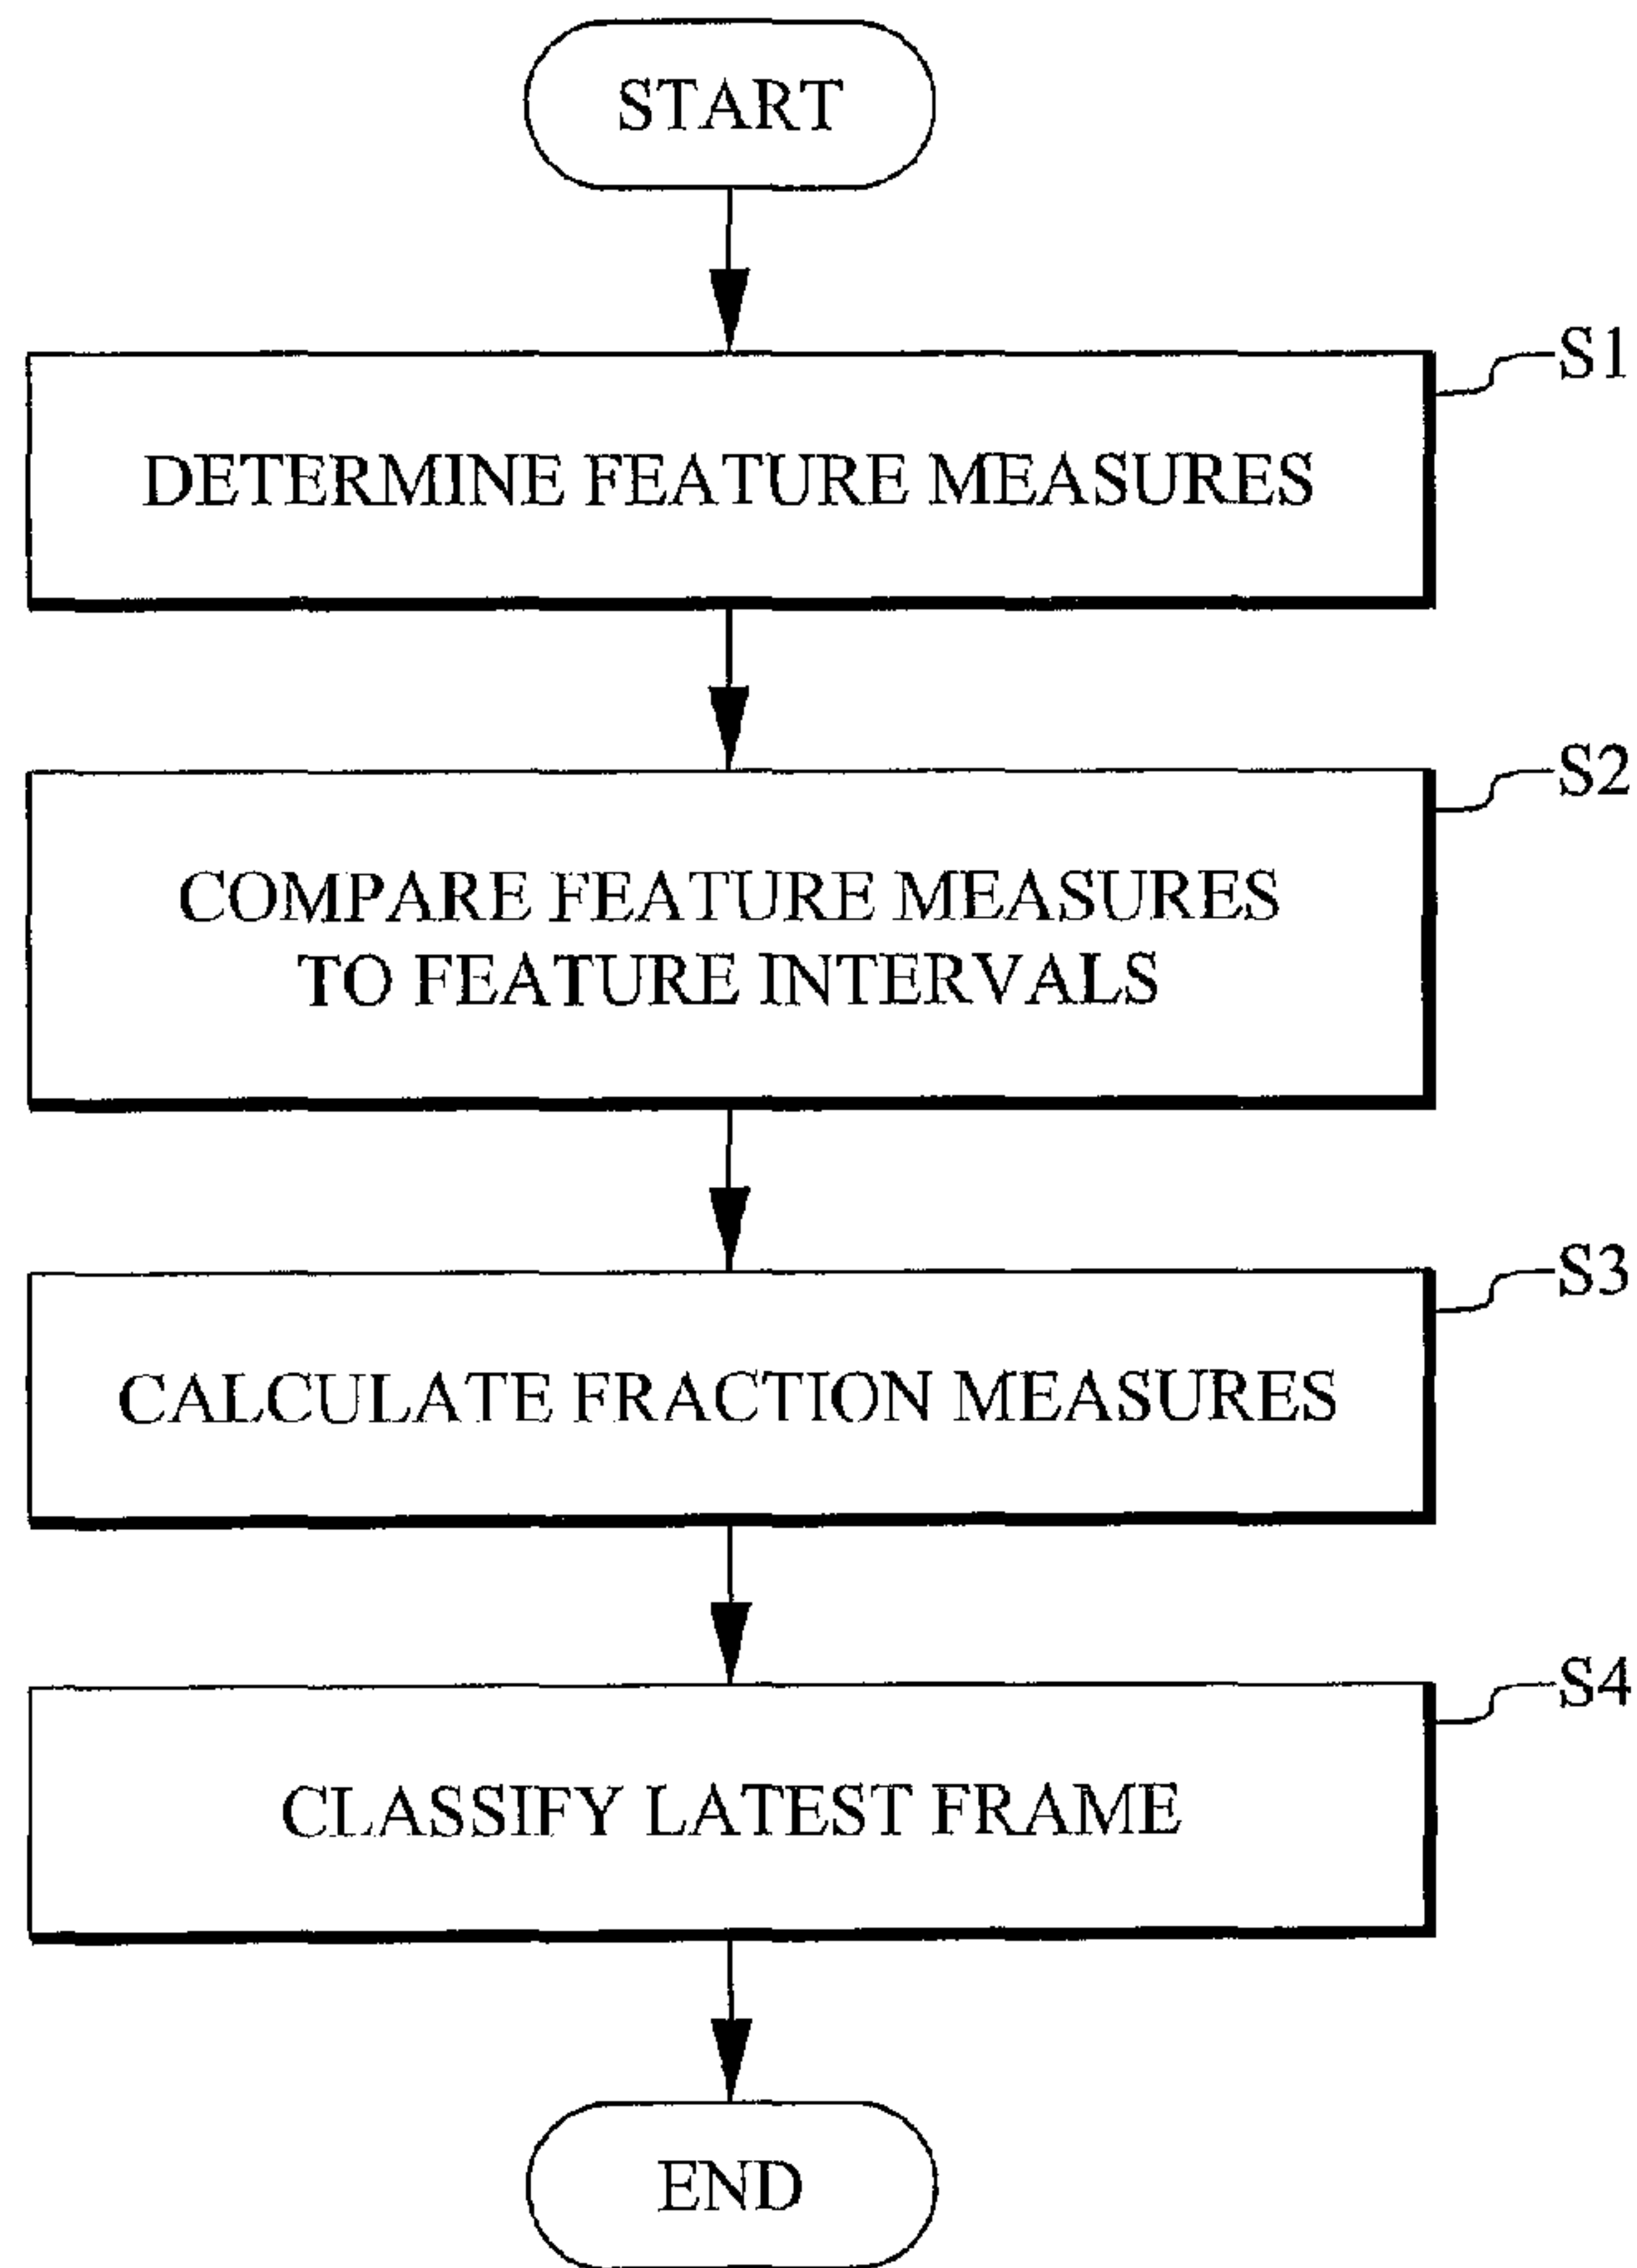 START
S1
DETERMINE FEATURE MEASURES
S2
COMPARE FEATURE MEASURES
TO FEATURE INTERVALS
S3
CALCULATE FRACTION MEASURES
S4
CLASSIFY LATEST FRAME
END